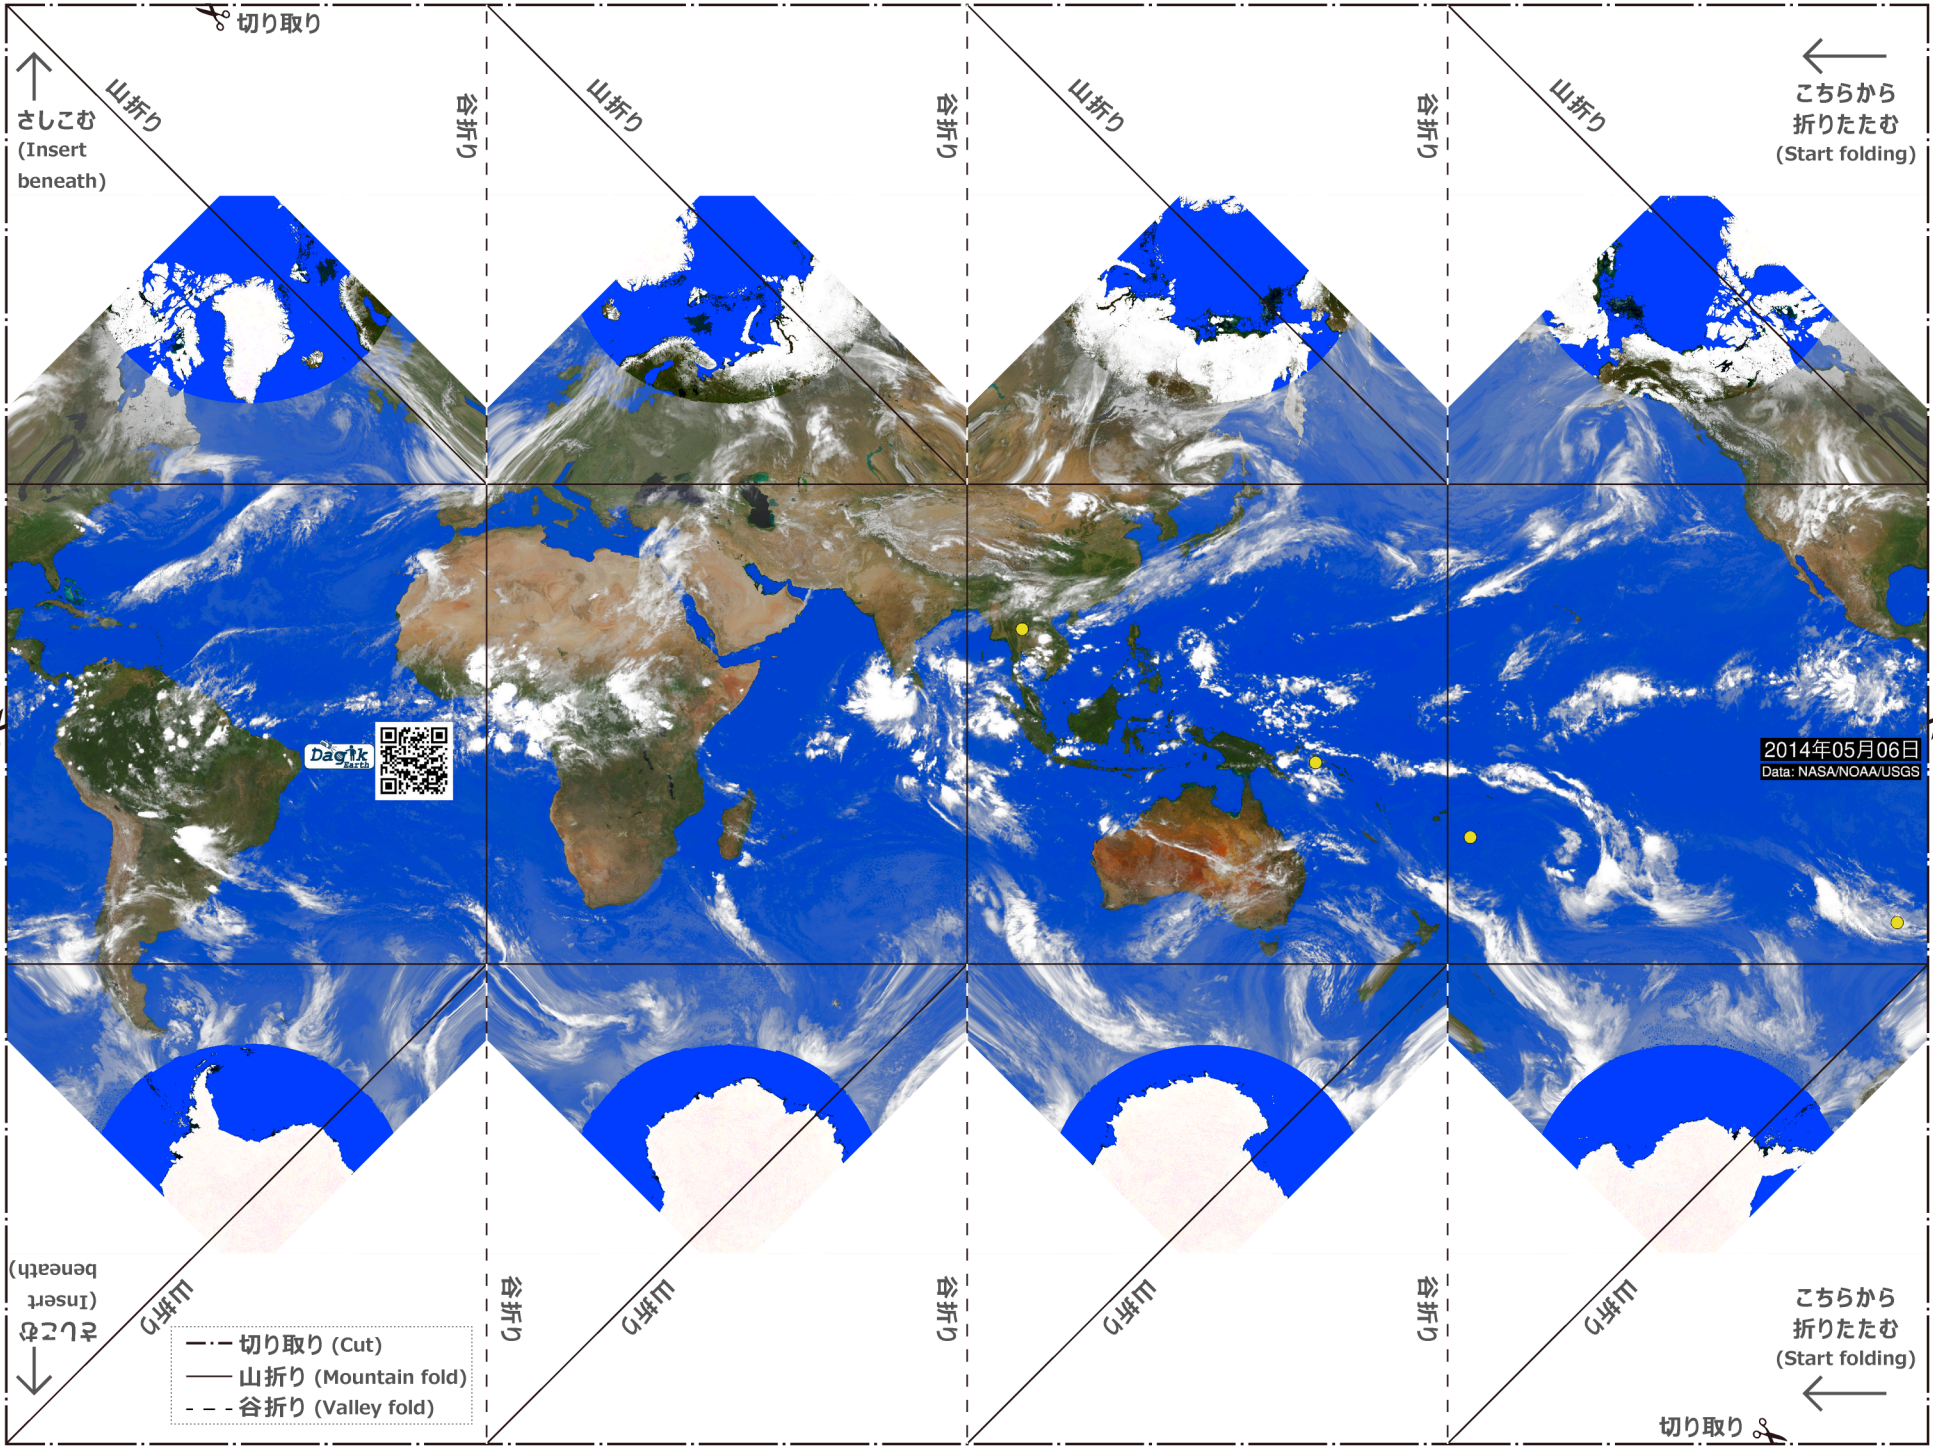 切り取り
山折り
谷折り
山折り
谷折り
山折り
谷折り
山折り
さしこむ
(Insert
beneath)
こちらから
折りたたむ
(Start folding)
Dagik
Earth
2014年05月06日
Data: NASA/NOAA/USGS
さしこむ
(Insert
beneath)
山折り
谷折り
山折り
谷折り
山折り
谷折り
山折り
こちらから
折りたたむ
(Start folding)
切り取り (Cut)
山折り (Mountain fold)
谷折り (Valley fold)
切り取り